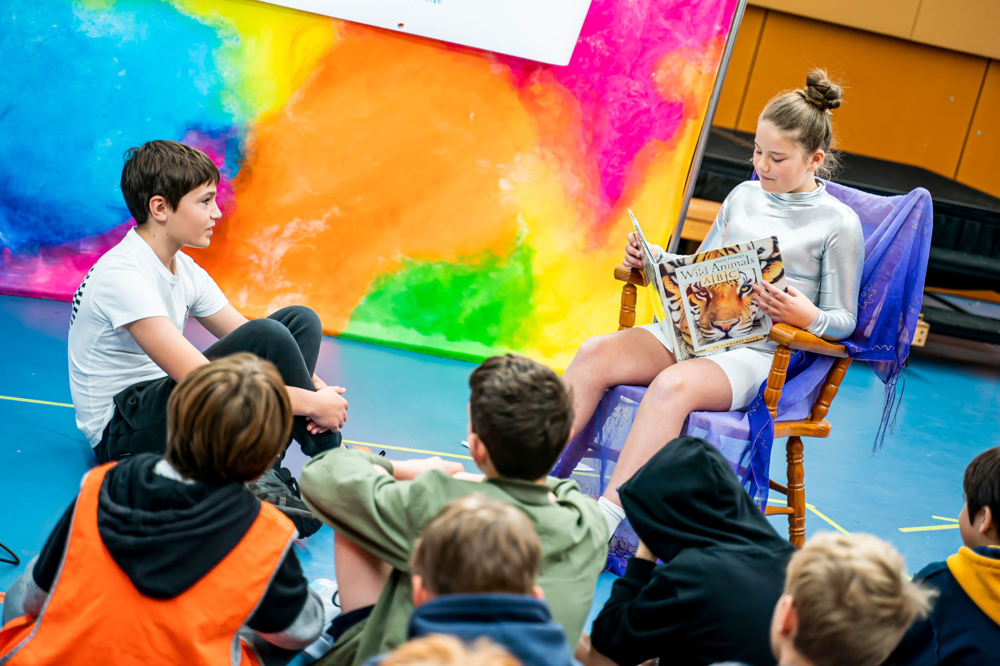 Garry Fleming's
Wild Animals
ABC
AN ALPHABET BOOK